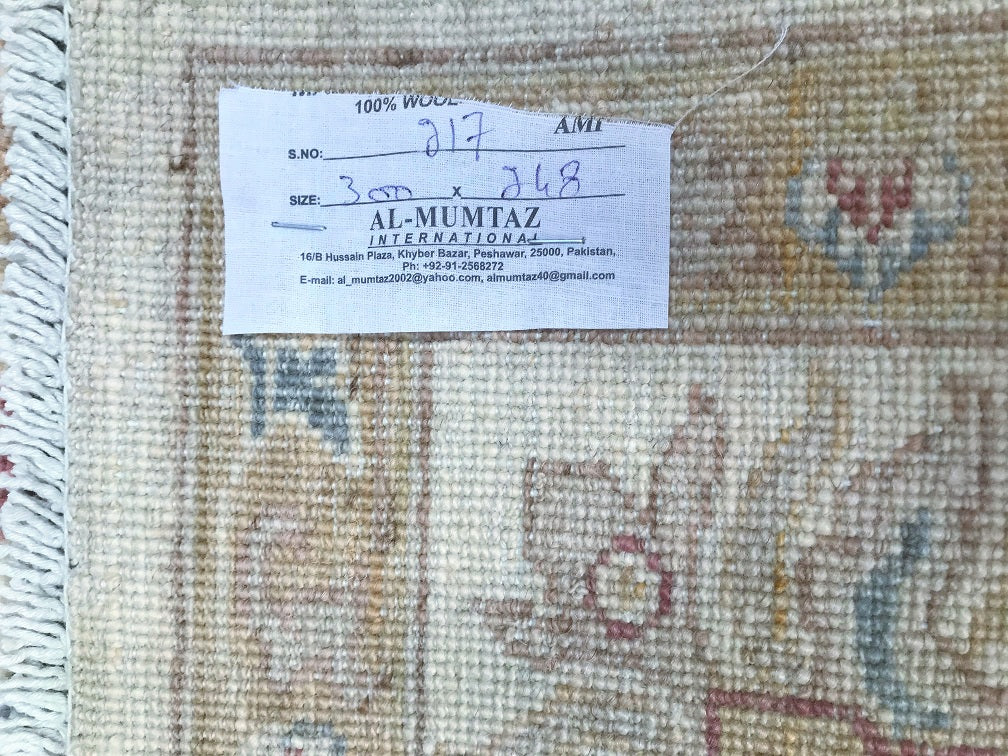 100% WOOL
AMI
S.NO: 217
SIZE: 300 x 248
AL-MUMTAZ
INTERNATIONAL
16/B Hussain Plaza, Khyber Bazar, Peshawar, 25000, Pakistan,
Ph: +92-91-2568272
E-mail: al_mumtaz2002@yahoo.com, almumtaz40@gmail.com